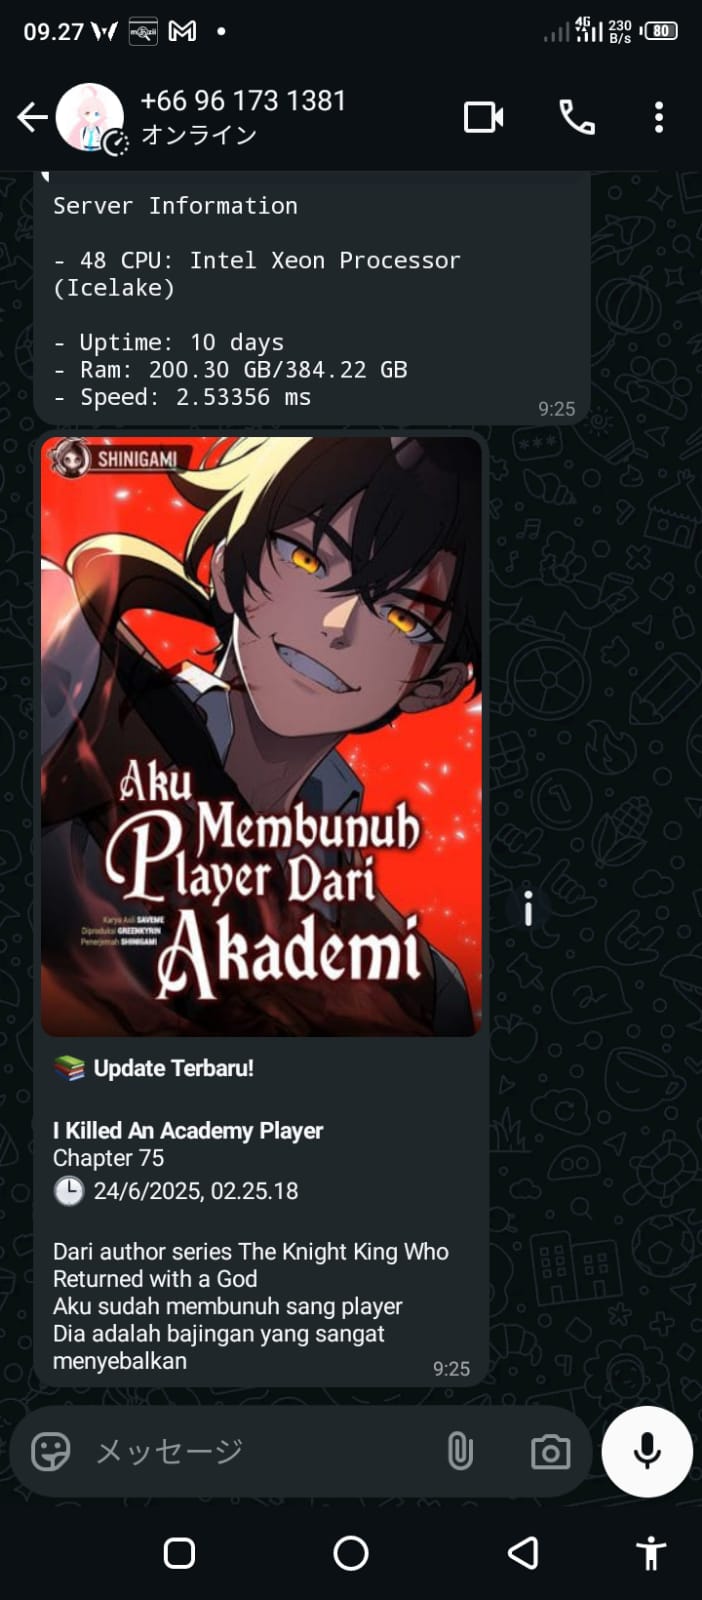 09.27
4G
230
B/s
80
+66 96 173 1381
オンライン
Server Information
- 48 CPU: Intel Xeon Processor
(Icelake)
- Uptime: 10 days
- Ram: 200.30 GB/384.22 GB
- Speed: 2.53356 ms
9:25
SHINIGAMI
Aku
Membunuh
Player Dari
Karya Asli SAVEME
Diproduksi GREENKYRIN
Penerjemah SHINIGAMI
Akademi
📚 Update Terbaru!
I Killed An Academy Player
Chapter 75
🕒 24/6/2025, 02.25.18
Dari author series The Knight King Who
Returned with a God
Aku sudah membunuh sang player
Dia adalah bajingan yang sangat
menyebalkan
9:25
メッセージ